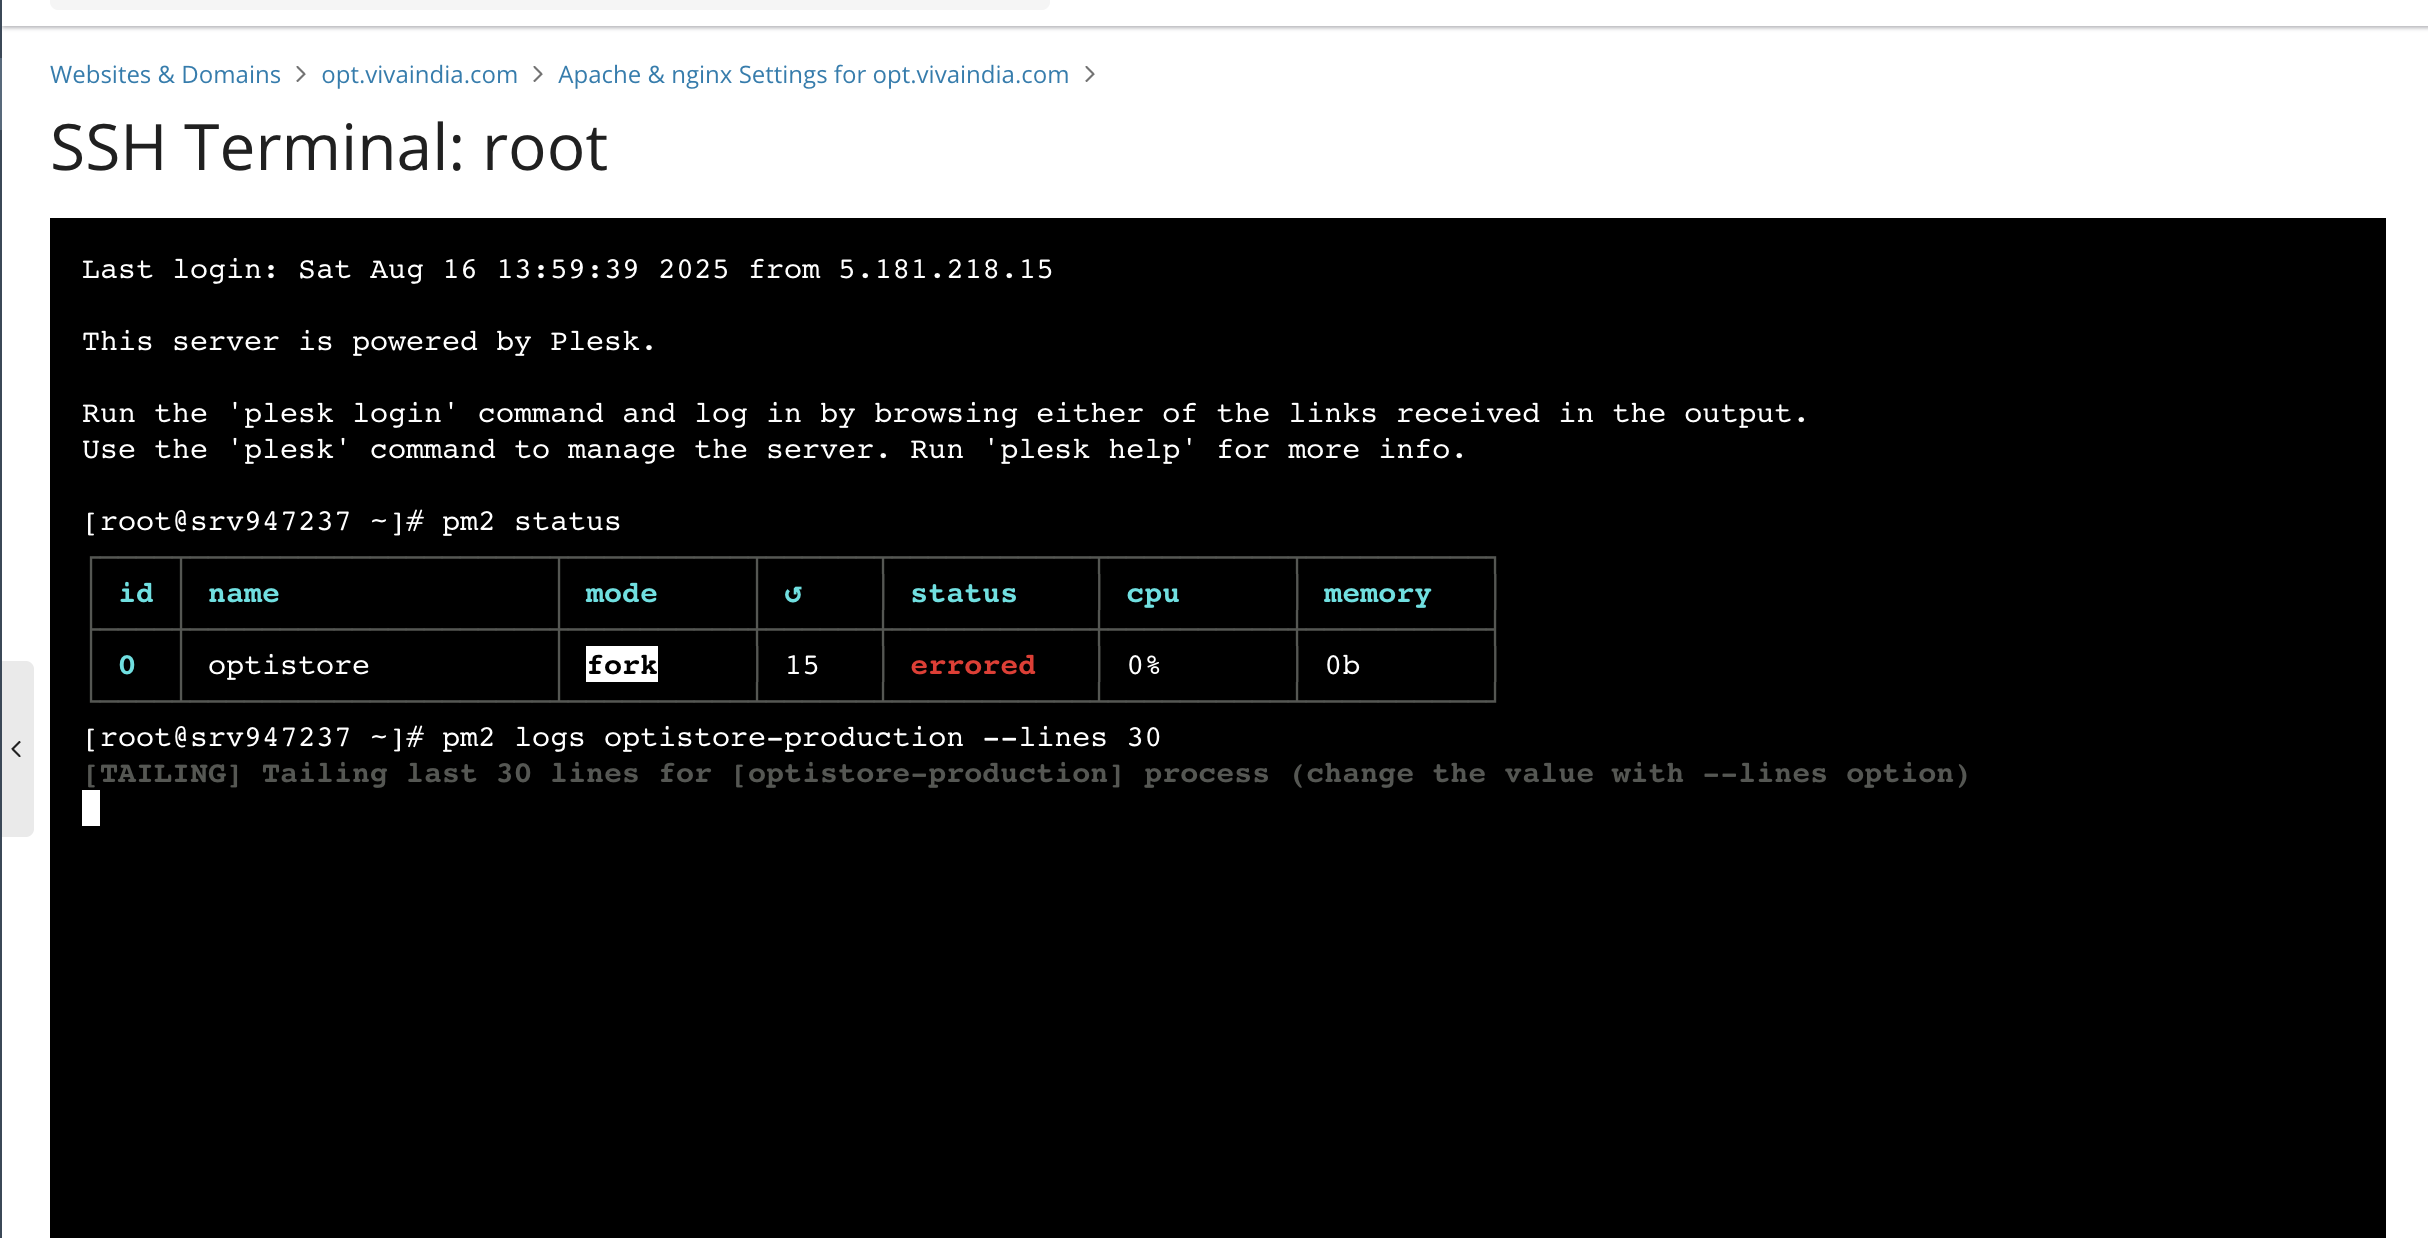 Websites & Domains > opt.vivaindia.com > Apache & nginx Settings for opt.vivaindia.com >
SSH Terminal: root
Last login: Sat Aug 16 13:59:39 2025 from 5.181.218.15
This server is powered by Plesk.
Run the 'plesk login' command and log in by browsing either of the links received in the output.
Use the 'plesk' command to manage the server. Run 'plesk help' for more info.
[root@srv947237 ~]# pm2 status
id name mode ↺ status cpu memory
0 optistore fork 15 errored 0% 0b
[root@srv947237 ~]# pm2 logs optistore-production --lines 30
[TAILING] Tailing last 30 lines for [optistore-production] process (change the value with --lines option)